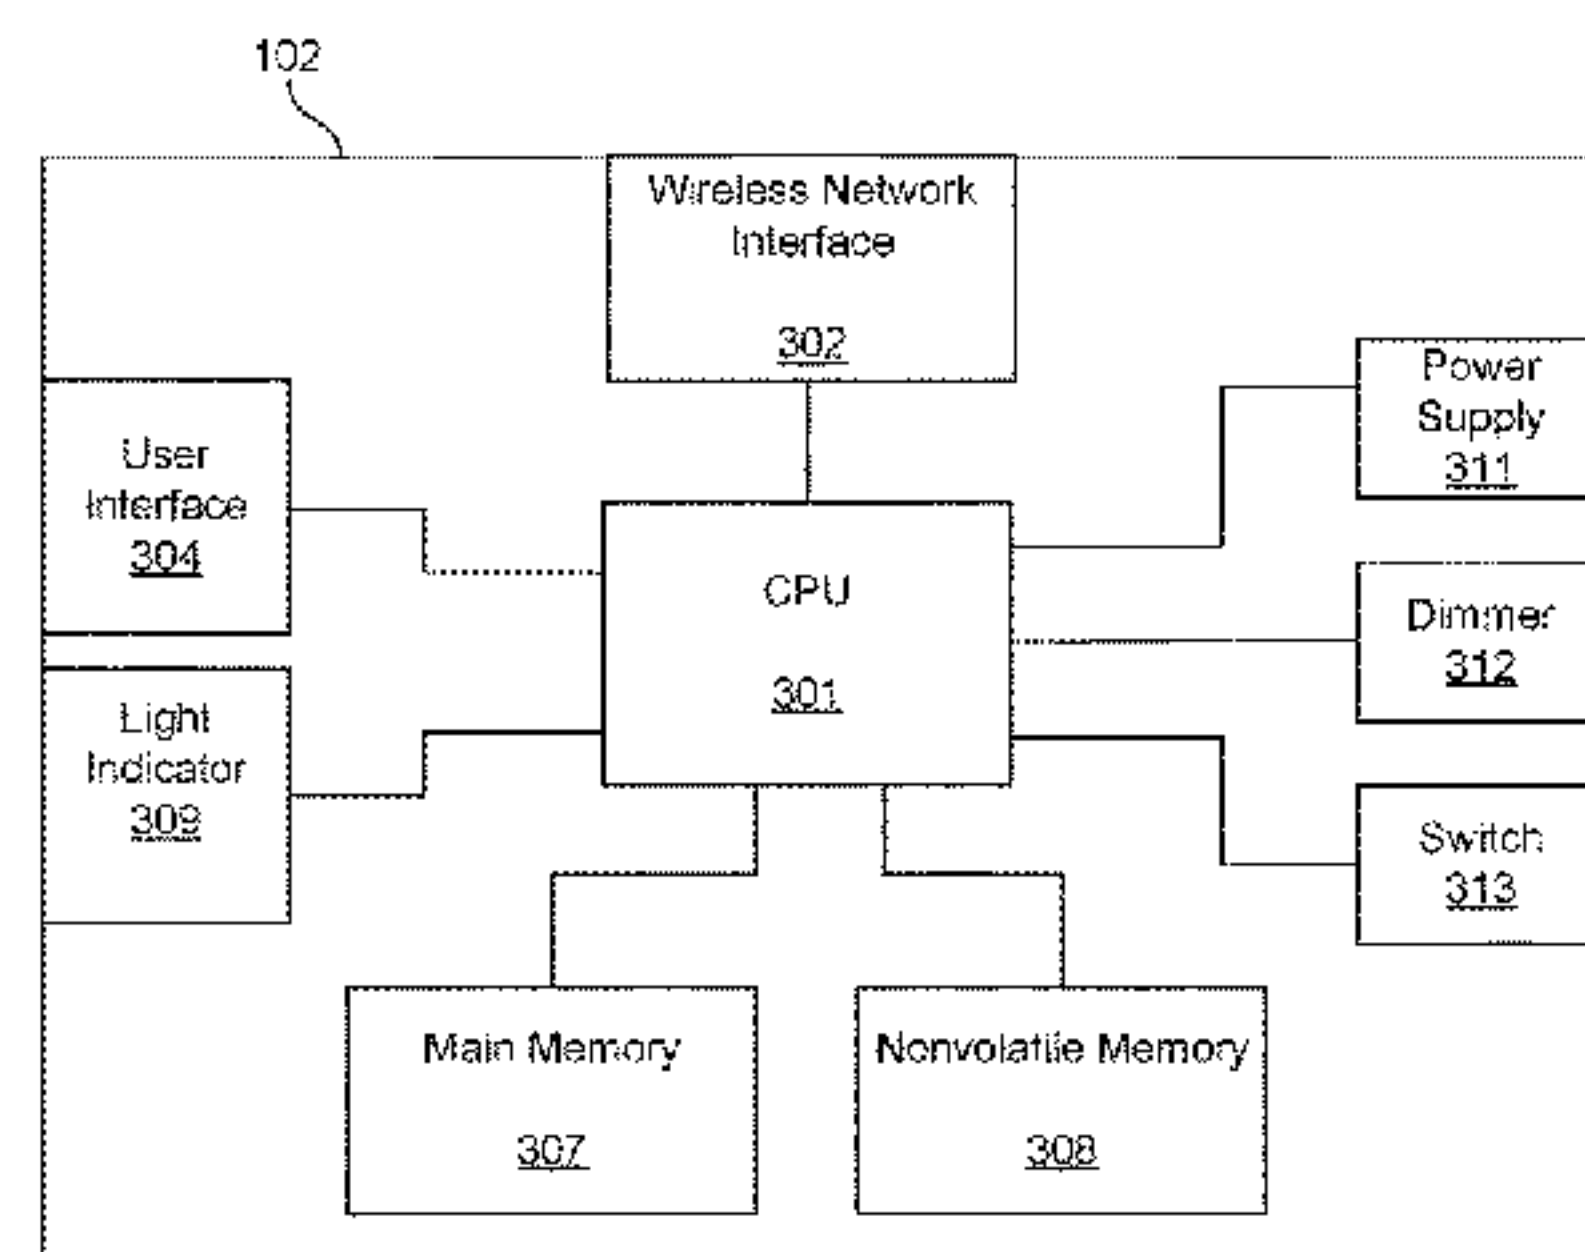 102
Wireless Network
Interface
302
User
Interface
304
Light
Indicator
309
CPU
301
Power
Supply
311
Dimmer
312
Switch
313
Main Memory
307
Nonvolatile Memory
308